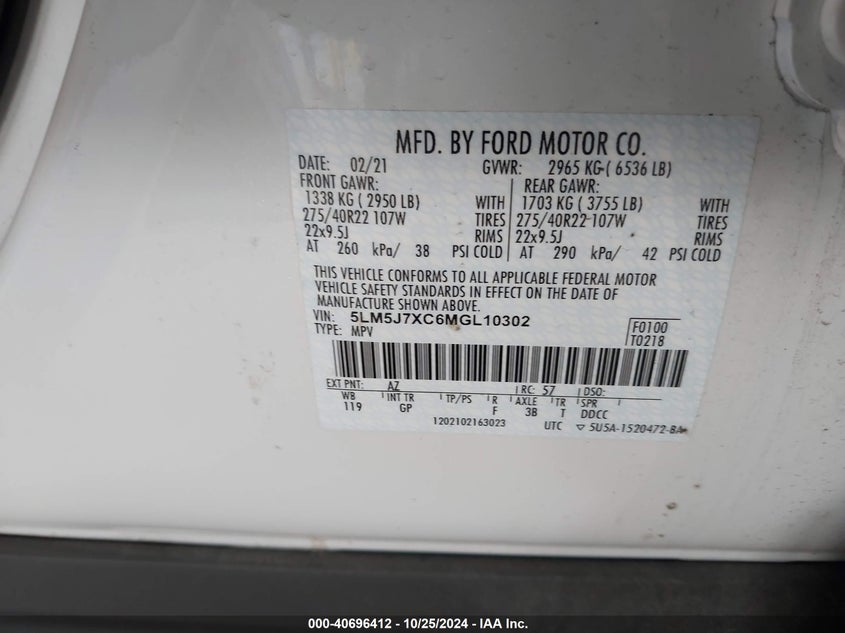 MFD. BY FORD MOTOR CO.
DATE: 02/21 GVWR: 2965 KG ( 6536 LB)
FRONT GAWR: REAR GAWR:
1338 KG ( 2950 LB) WITH 1703 KG ( 3755 LB) WITH
275/40R22 107W TIRES 275/40R22 107W TIRES
22x9.5J RIMS 22x9.5J RIMS
AT 260 kPa/ 38 PSI COLD AT 290 kPa/ 42 PSI COLD
THIS VEHICLE CONFORMS TO ALL APPLICABLE FEDERAL MOTOR
VEHICLE SAFETY STANDARDS IN EFFECT ON THE DATE OF
MANUFACTURE SHOWN ABOVE.
VIN: 5LM5J7XC6MGL10302 F0100
TYPE: MPV T0218
EXT PNT: AZ RC: 57 DSO:
WB INT TR TP/PS R AXLE TR SPR
119 GP F 3B T DDCC
1202102163023 UTC ▽ 5U5A-1520472-BA
000-40696412 - 10/25/2024 - IAA Inc.